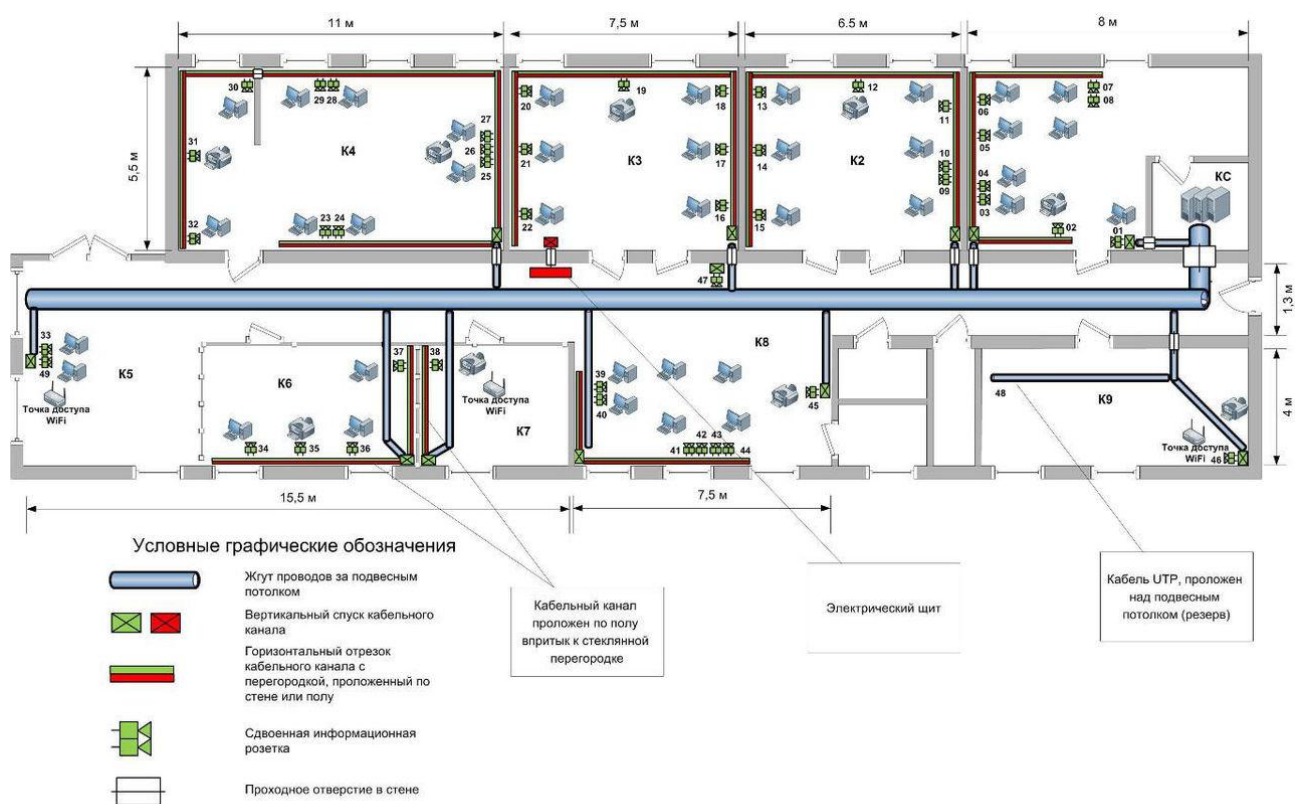 11 м
7,5 м
6.5 м
8 м
30
29 28
19
12
07
08
20
18
13
11
06
05
27
26
25
31
К4
К3
К2
5,5 м
21
17
14
10
09
04
03
КС
32
23 24
22
16
15
02
01
47
1,3 м
33
49
К5
37
38
К6
К8
39
40
45
48
К9
4 м
Точка доступа
WiFi
Точка доступа
WiFi
К7
34
35
36
42 43
41
44
Точка доступа
WiFi
46
15,5 м
7,5 м
Условные графические обозначения
Жгут проводов за подвесным
потолком
Вертикальный спуск кабельного
канала
Горизонтальный отрезок
кабельного канала с
перегородкой, проложенный по
стене или полу
Сдвоенная информационная
розетка
Проходное отверстие в стене
Кабельный канал
проложен по полу
впритык к стеклянной
перегородке
Электрический щит
Кабель UTP, проложен
над подвесным
потолком (резерв)